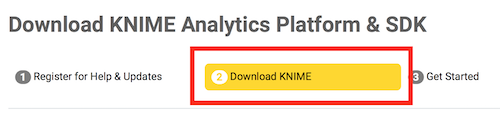 Download KNIME Analytics Platform & SDK
1 Register for Help & Updates 2 Download KNIME 3 Get Started